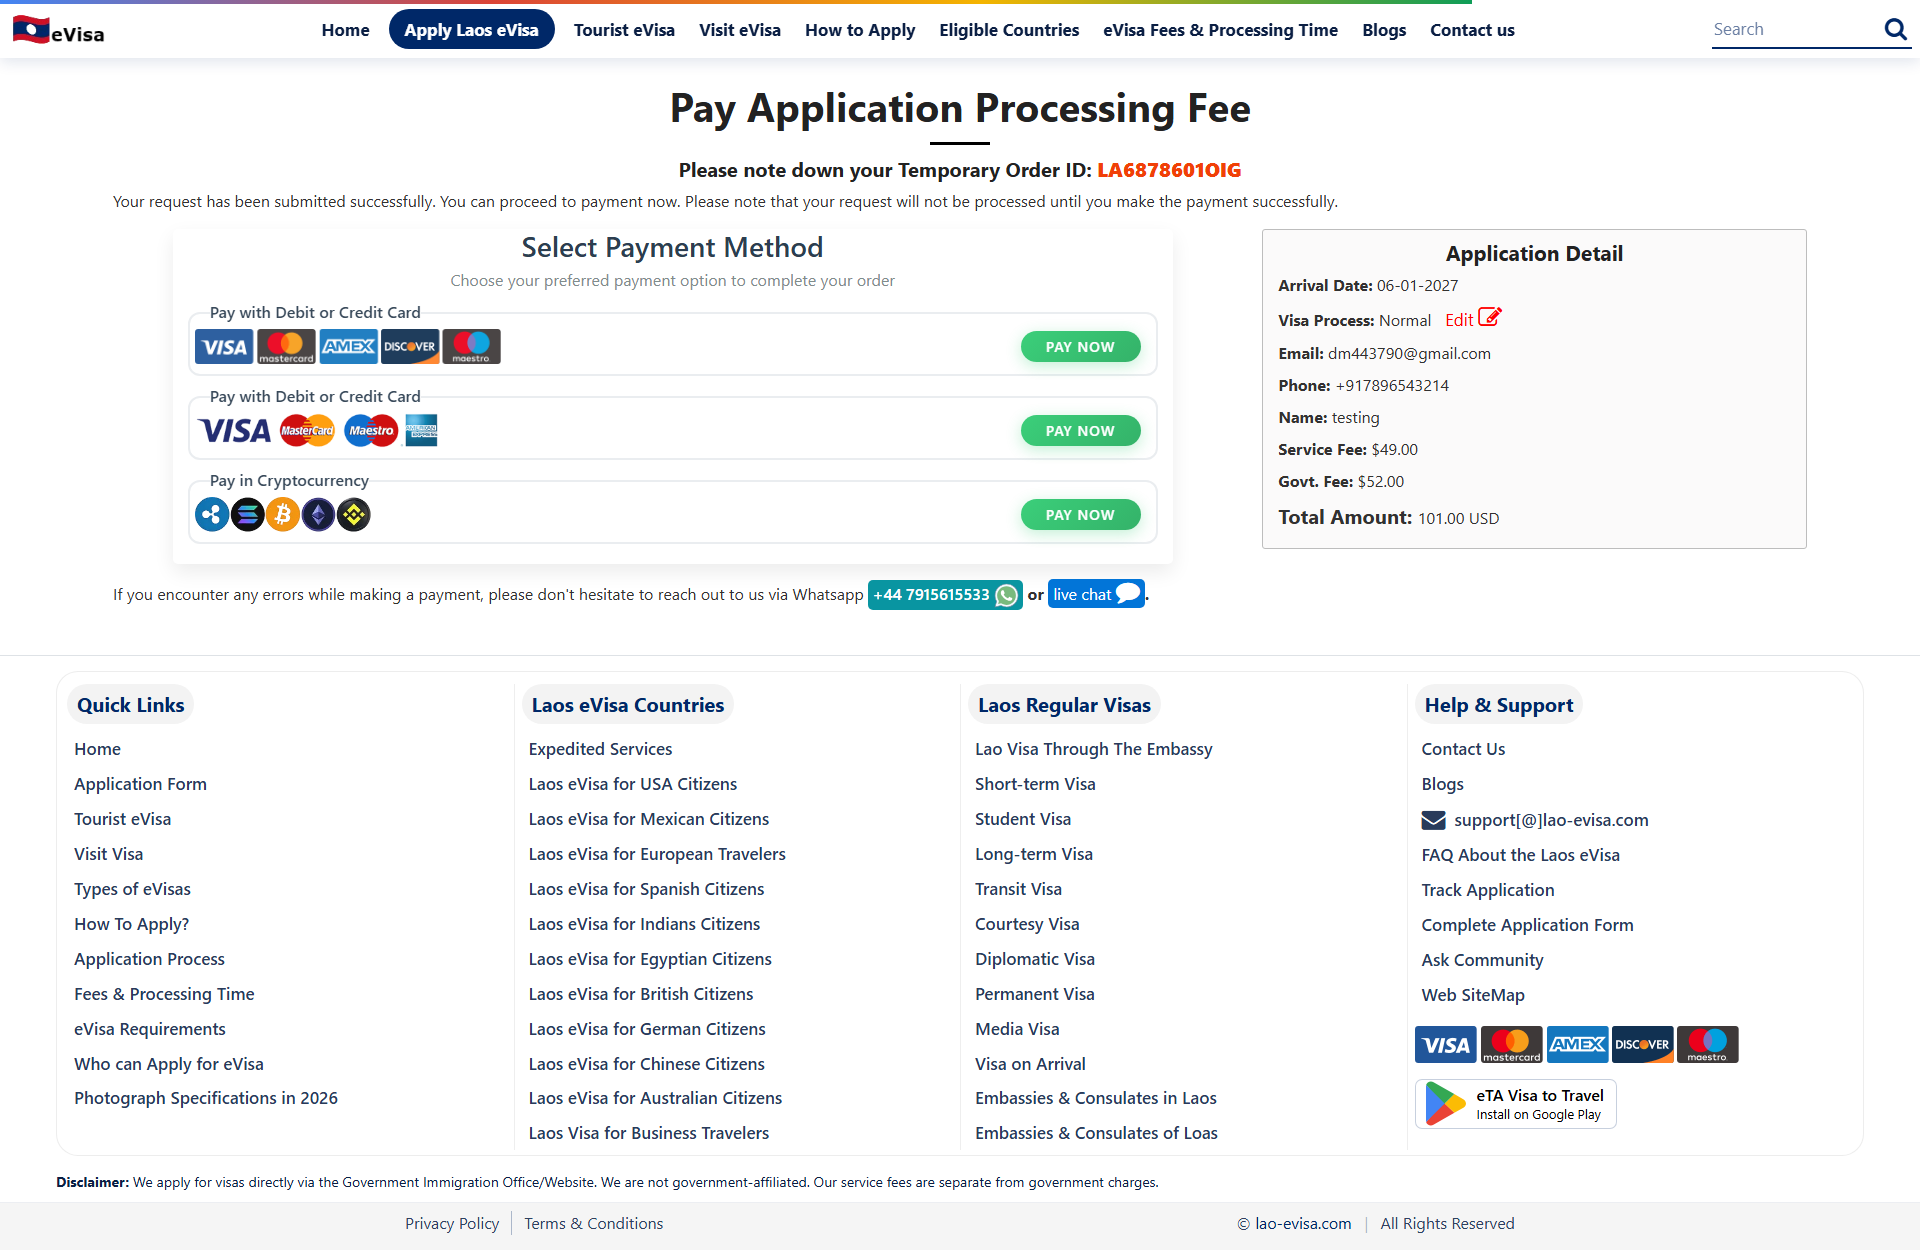 eVisa
Home
Apply Laos eVisa
Tourist eVisa
Visit eVisa
How to Apply
Eligible Countries
eVisa Fees & Processing Time
Blogs
Contact us
Search
Pay Application Processing Fee
Please note down your Temporary Order ID: LA6878601OIG
Your request has been submitted successfully. You can proceed to payment now. Please note that your request will not be processed until you make the payment successfully.
Select Payment Method
Choose your preferred payment option to complete your order
Pay with Debit or Credit Card
VISA mastercard AMEX DISCOVER maestro
PAY NOW
Pay with Debit or Credit Card
VISA MasterCard Maestro AMERICAN EXPRESS
PAY NOW
Pay in Cryptocurrency
PAY NOW
Application Detail
Arrival Date: 06-01-2027
Visa Process: Normal Edit
Email: dm443790@gmail.com
Phone: +917896543214
Name: testing
Service Fee: $49.00
Govt. Fee: $52.00
Total Amount: 101.00 USD
If you encounter any errors while making a payment, please don't hesitate to reach out to us via Whatsapp +44 7915615533 or live chat .
Quick Links
Home
Application Form
Tourist eVisa
Visit Visa
Types of eVisas
How To Apply?
Application Process
Fees & Processing Time
eVisa Requirements
Who can Apply for eVisa
Photograph Specifications in 2026
Laos eVisa Countries
Expedited Services
Laos eVisa for USA Citizens
Laos eVisa for Mexican Citizens
Laos eVisa for European Travelers
Laos eVisa for Spanish Citizens
Laos eVisa for Indians Citizens
Laos eVisa for Egyptian Citizens
Laos eVisa for British Citizens
Laos eVisa for German Citizens
Laos eVisa for Chinese Citizens
Laos eVisa for Australian Citizens
Laos Visa for Business Travelers
Laos Regular Visas
Lao Visa Through The Embassy
Short-term Visa
Student Visa
Long-term Visa
Transit Visa
Courtesy Visa
Diplomatic Visa
Permanent Visa
Media Visa
Visa on Arrival
Embassies & Consulates in Laos
Embassies & Consulates of Loas
Help & Support
Contact Us
Blogs
support[@]lao-evisa.com
FAQ About the Laos eVisa
Track Application
Complete Application Form
Ask Community
Web SiteMap
VISA mastercard AMEX DISCOVER maestro
eTA Visa to Travel
Install on Google Play
Disclaimer: We apply for visas directly via the Government Immigration Office/Website. We are not government-affiliated. Our service fees are separate from government charges.
Privacy Policy | Terms & Conditions
© lao-evisa.com | All Rights Reserved